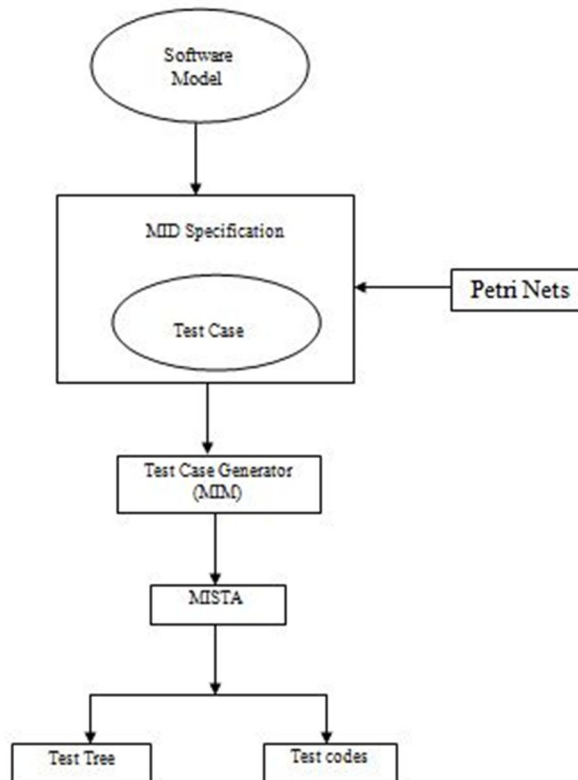 Software
Model
MID Specification
Petri Nets
Test Case
Test Case Generator
(MIM)
MISTA
Test Tree
Test codes